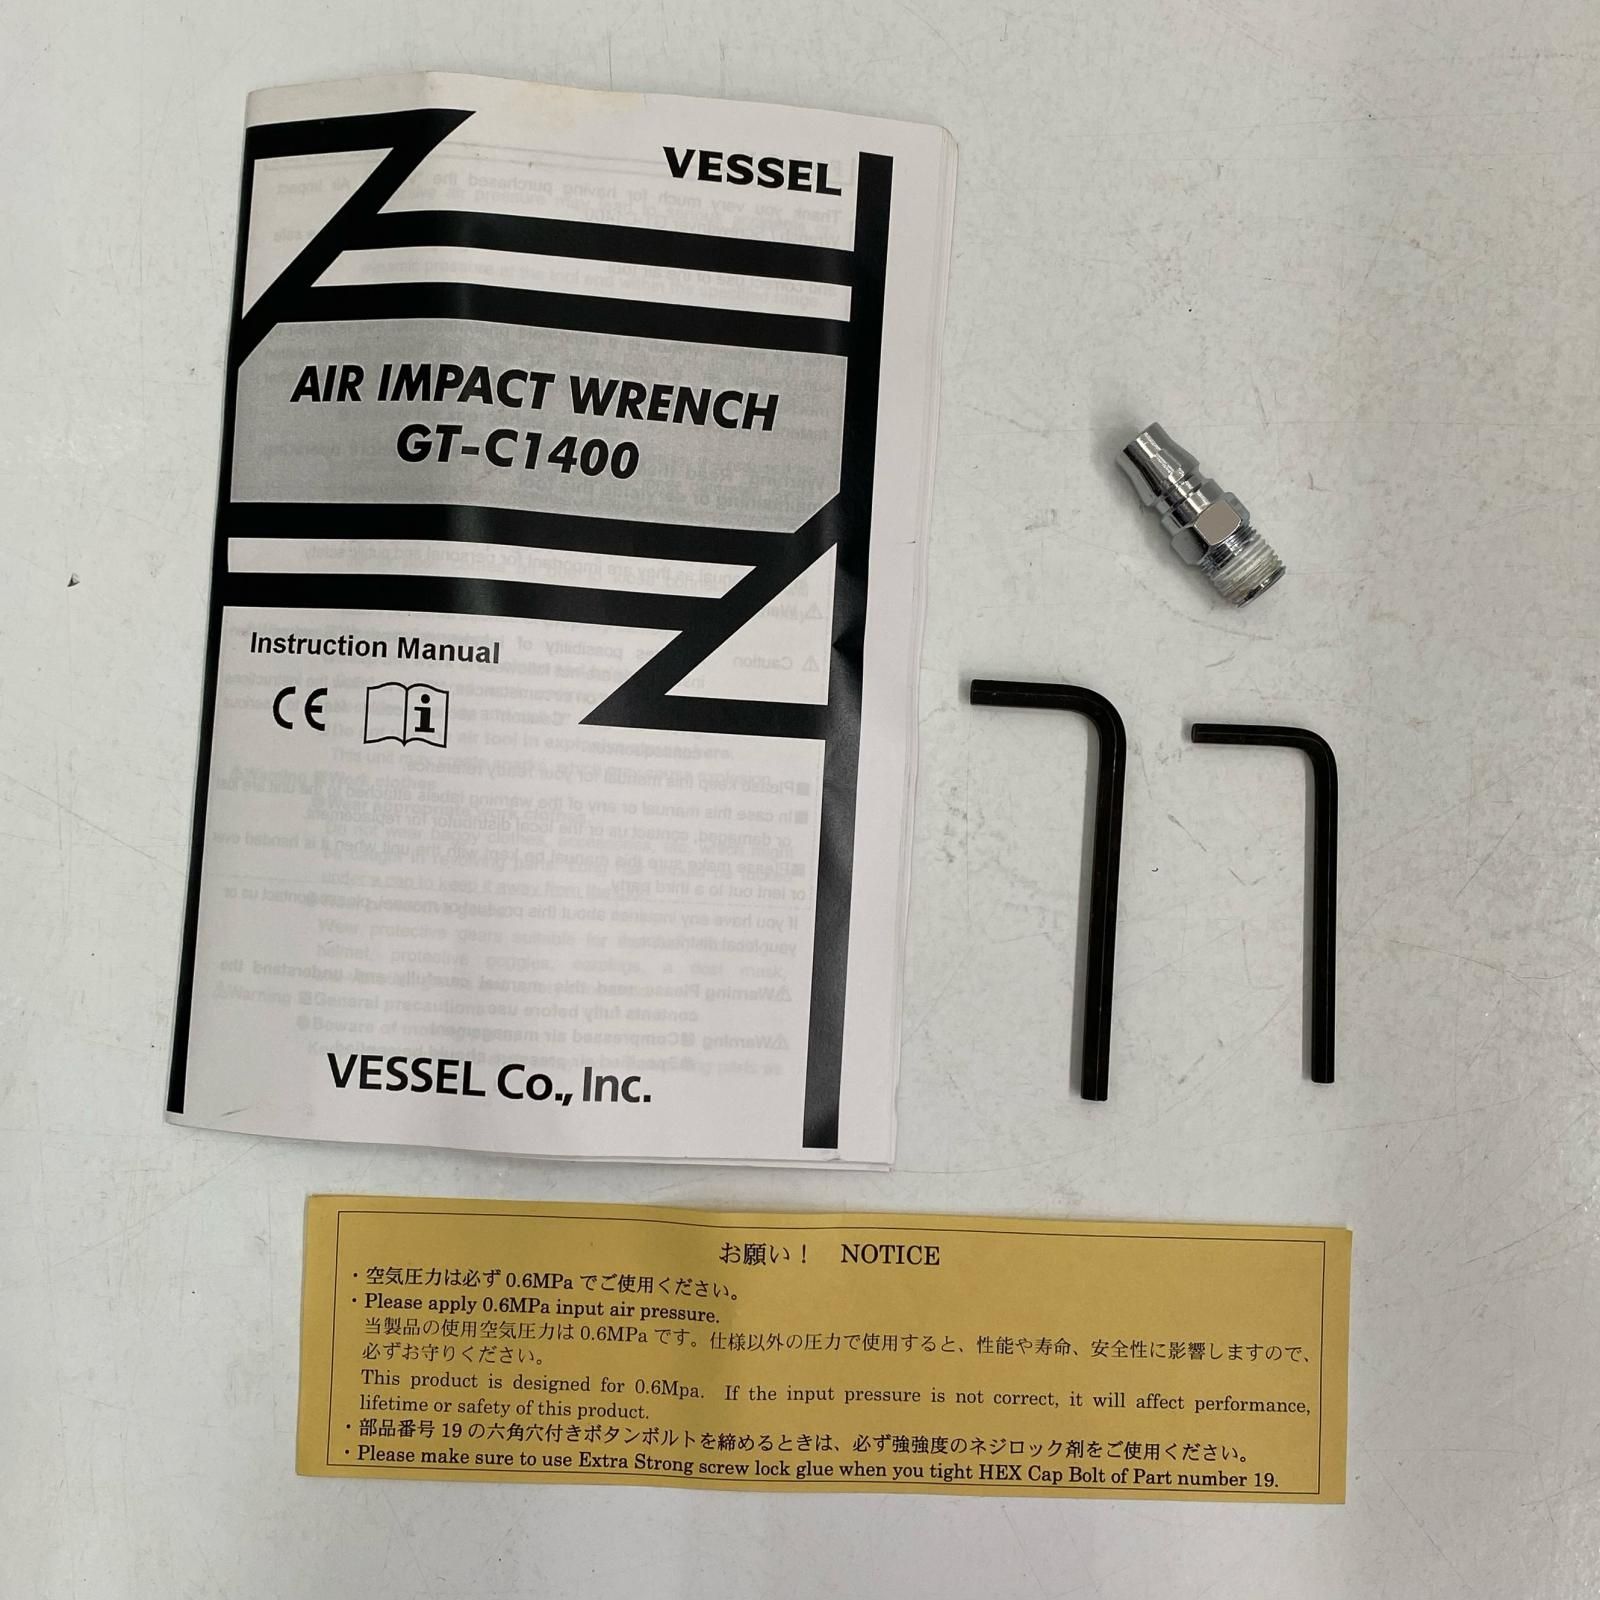 VESSEL
AIR IMPACT WRENCH
GT-C1400
Instruction Manual
CE
i
VESSEL Co., Inc.
お願い！ NOTICE
・空気圧力は必ず 0.6MPa でご使用ください。
・Please apply 0.6MPa input air pressure.
当製品の使用空気圧力は 0.6MPa です。仕様以外の圧力で使用すると、性能や寿命、安全性に影響しますので、
必ずお守りください。
This product is designed for 0.6Mpa. If the input pressure is not correct, it will affect performance,
lifetime or safety of this product.
・部品番号 19 の六角穴付きボタンボルトを締めるときは、必ず強強度のネジロック剤をご使用ください。
・Please make sure to use Extra Strong screw lock glue when you tight HEX Cap Bolt of Part number 19.